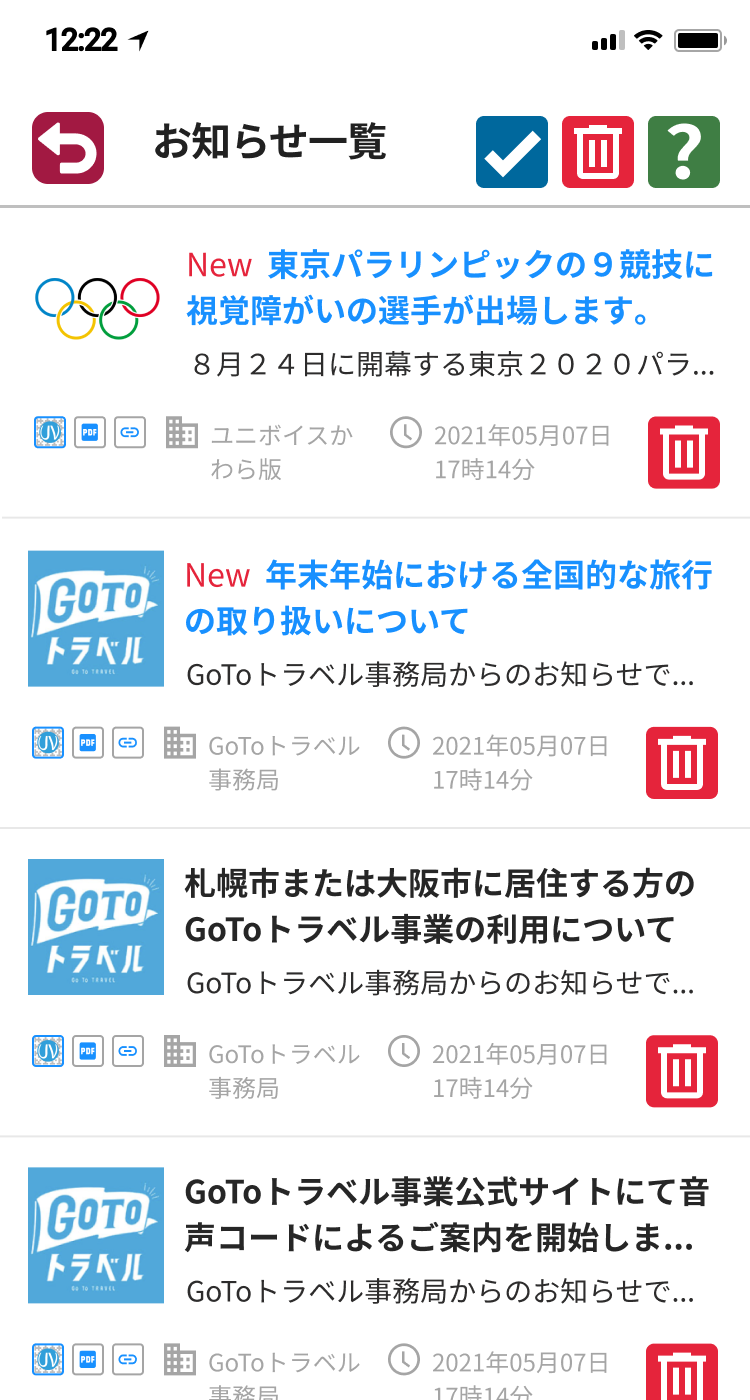 12:22
お知らせ一覧
New 東京パラリンピックの９競技に
視覚障がいの選手が出場します。
８月２４日に開幕する東京２０２０パラ...
JV PDF ユニボイスか 2021年05月07日
わら版 17時14分
GOTO
トラベル
Go To TRAVEL
New 年末年始における全国的な旅行
の取り扱いについて
GoToトラベル事務局からのお知らせで...
JV PDF GoToトラベル 2021年05月07日
事務局 17時14分
GOTO
トラベル
Go To TRAVEL
札幌市または大阪市に居住する方の
GoToトラベル事業の利用について
GoToトラベル事務局からのお知らせで...
JV PDF GoToトラベル 2021年05月07日
事務局 17時14分
GOTO
トラベル
Go To TRAVEL
GoToトラベル事業公式サイトにて音
声コードによるご案内を開始しま...
GoToトラベル事務局からのお知らせで...
JV PDF GoToトラベル 2021年05月07日
事務局 17時14分